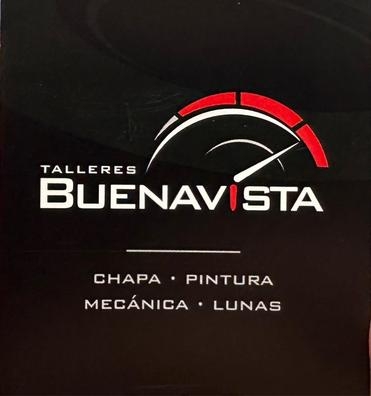 TALLERES
BUENAVISTA
CHAPA · PINTURA
MECÁNICA · LUNAS